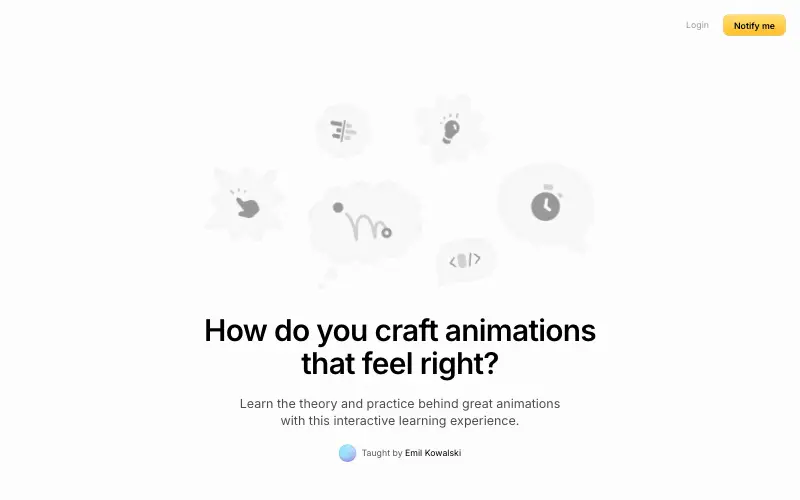 Login
Notify me
How do you craft animations
that feel right?
Learn the theory and practice behind great animations
with this interactive learning experience.
Taught by Emil Kowalski